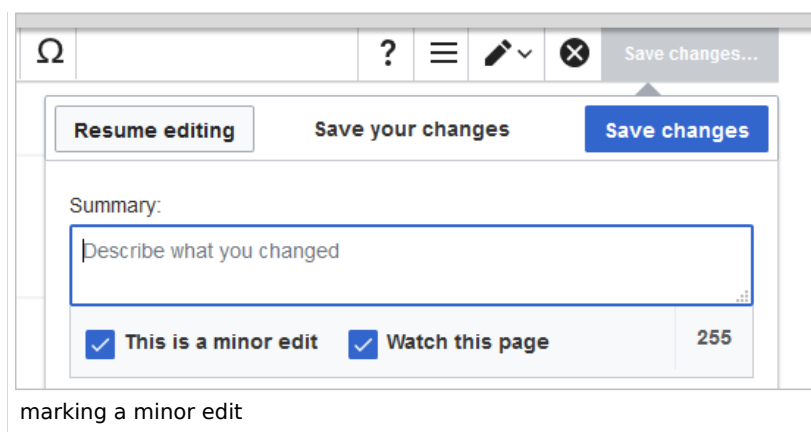 Ω ? Save changes...
Resume editing Save your changes Save changes
Summary:
Describe what you changed
This is a minor edit Watch this page 255
marking a minor edit